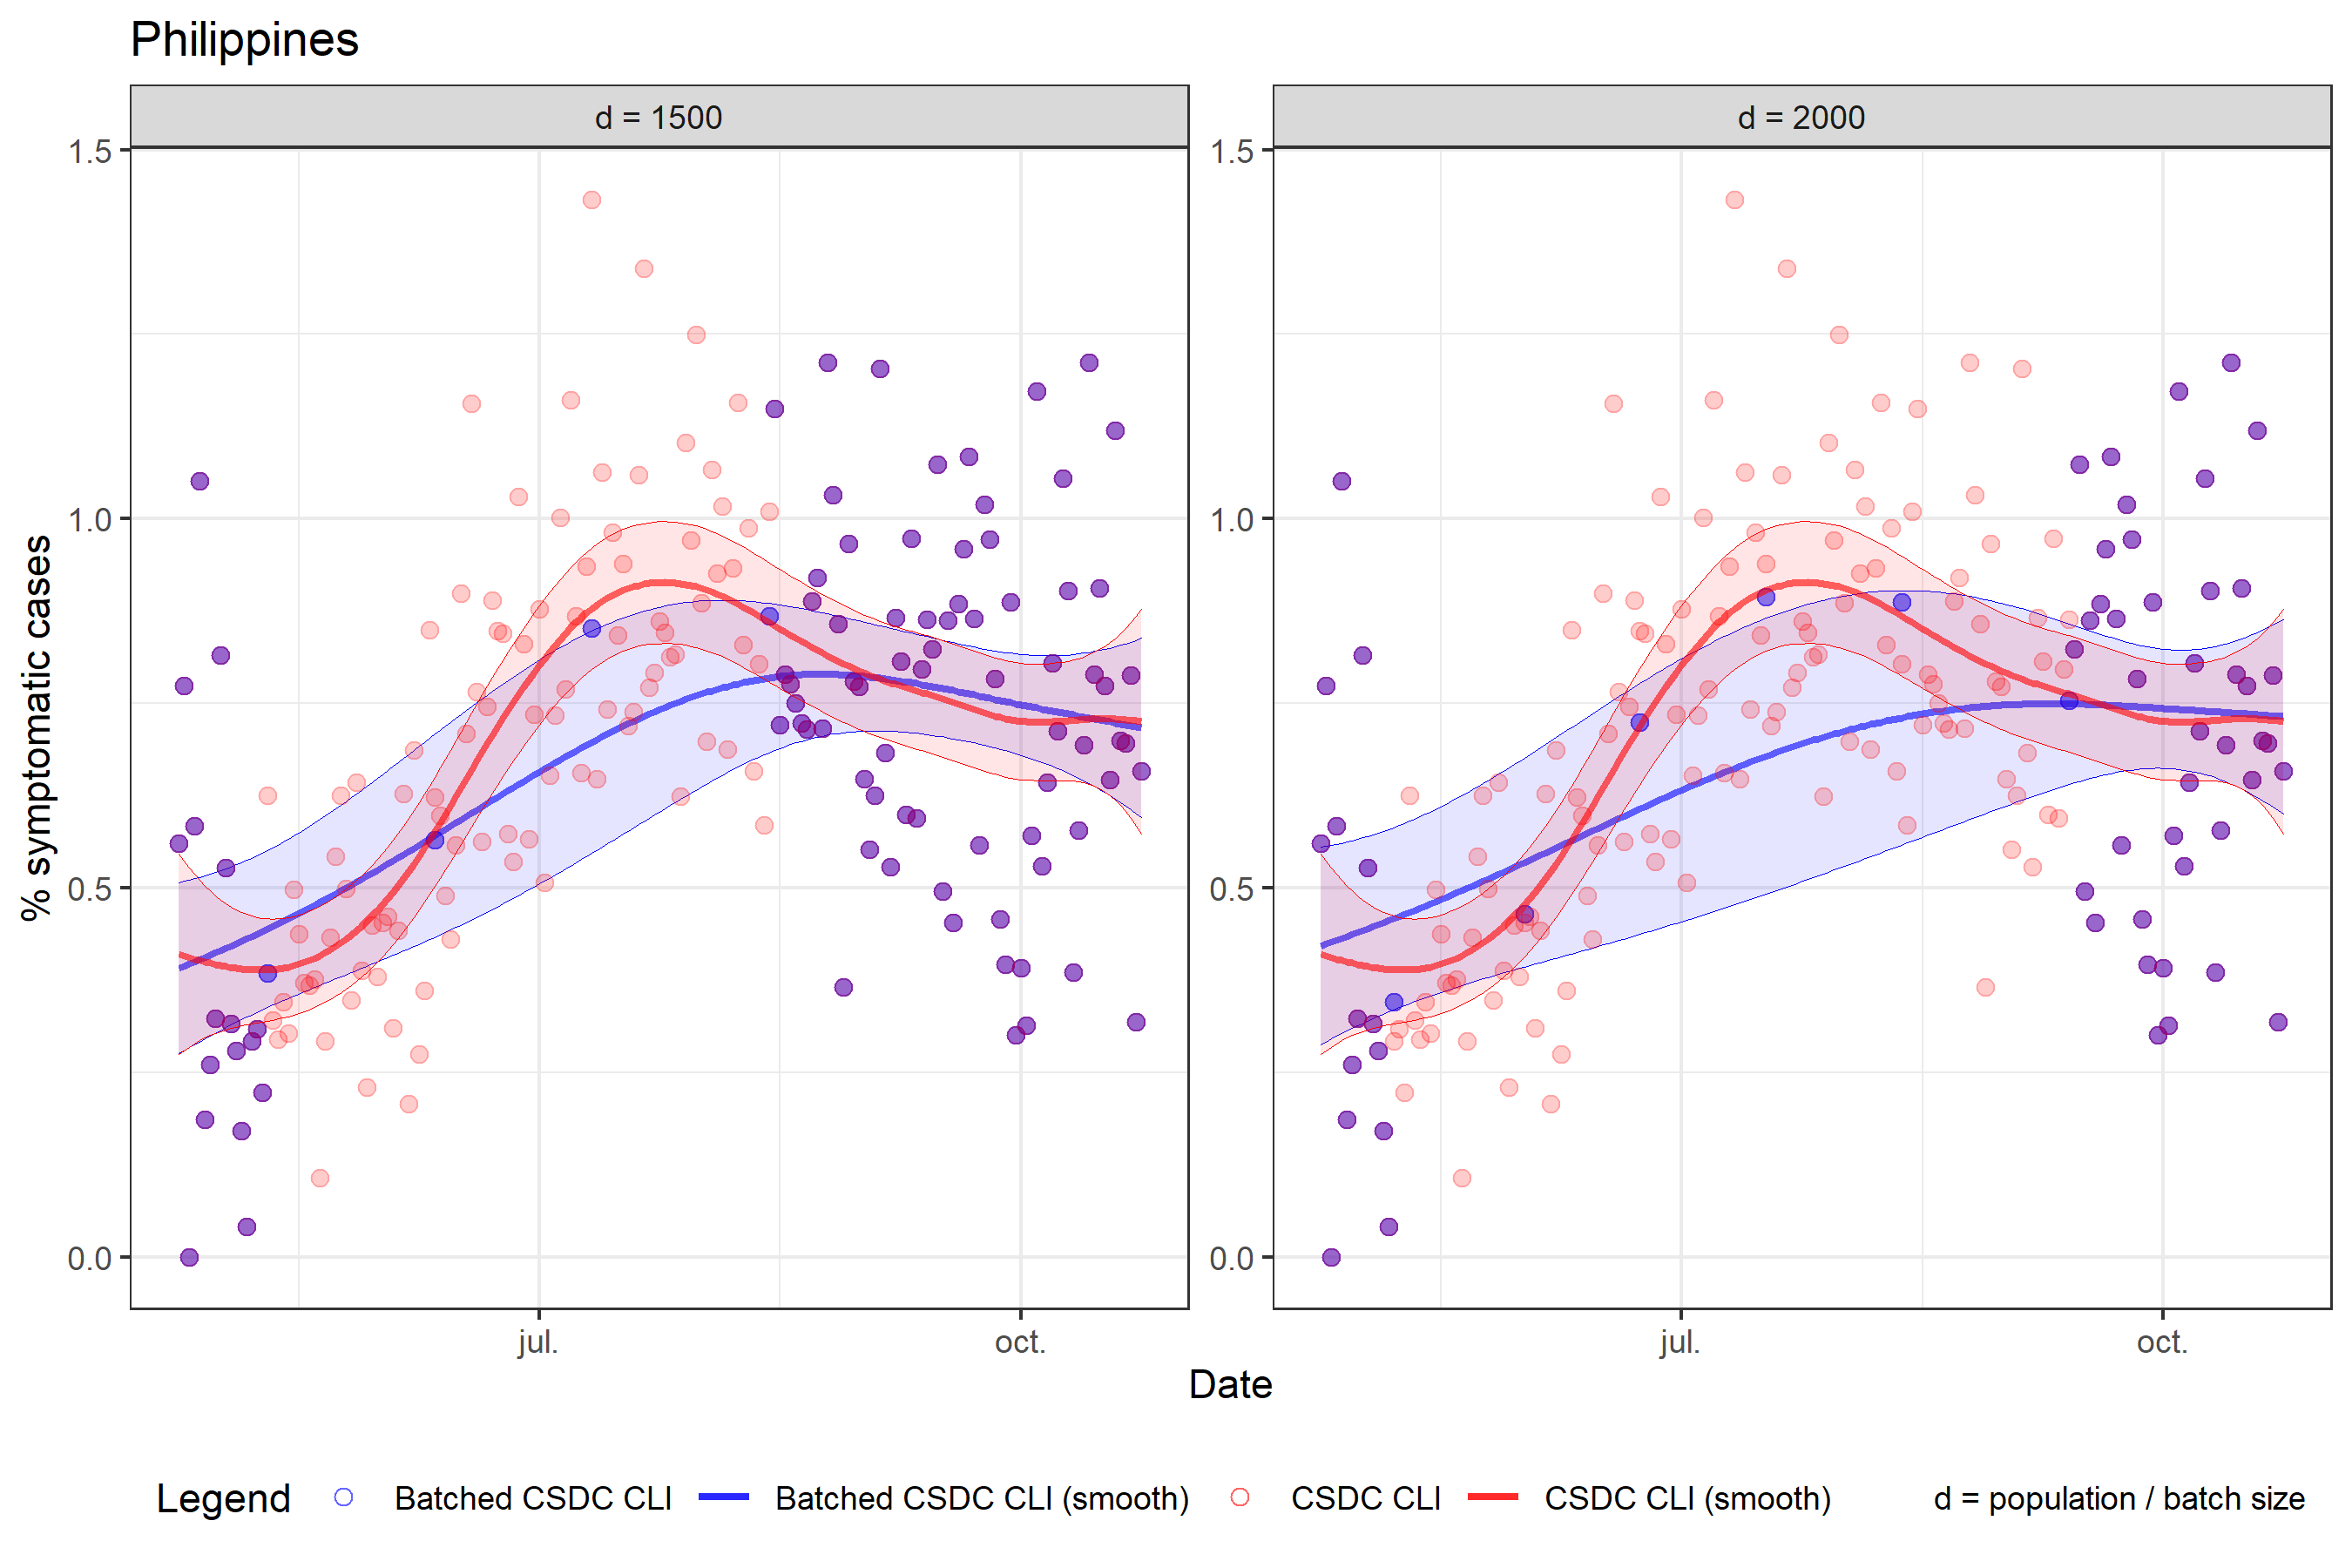 Philippines
d = 1500
d = 2000
% symptomatic cases
1.5
1.0
0.5
0.0
1.5
1.0
0.5
0.0
jul.
oct.
jul.
oct.
Date
Legend
Batched CSDC CLI
Batched CSDC CLI (smooth)
CSDC CLI
CSDC CLI (smooth)
d = population / batch size